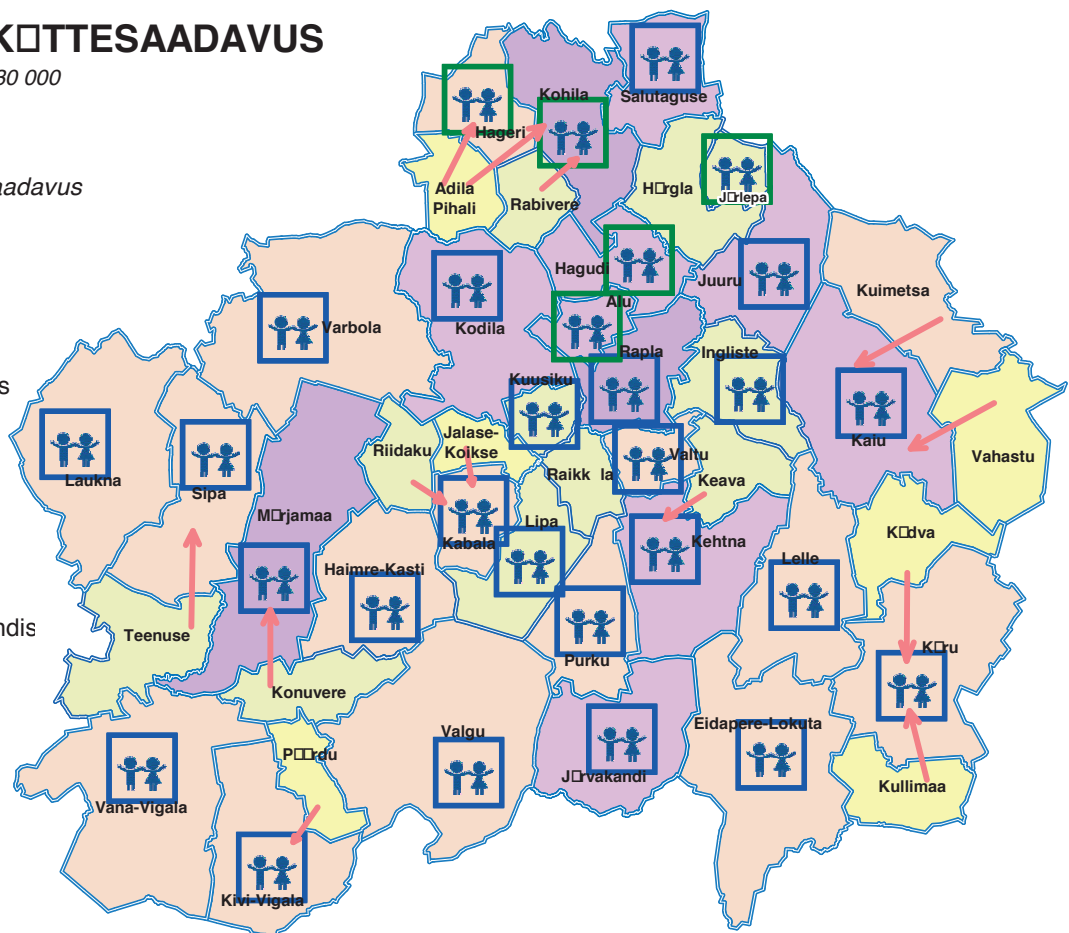 K□TTESAADAVUS
80 000
aadavus
s
ndis
Kohila
Salutaguse
Hageri
Adila
Pihali
Rabivere
H□rgla
J□rlepa
Hagudi
Alu
Juuru
Kuimetsa
Kodila
Varbola
Rapla
Ingliste
Kuusiku
Kaiu
Vahastu
Jalase-
Koikse
Riidaku
Raikk la
Valtu
Keava
Laukna
Sipa
M□rjamaa
Kabala
Lipa
Kehtna
K□dva
Lelle
Haimre-Kasti
Teenuse
Purku
K□ru
Konuvere
Valgu
Eidapere-Lokuta
P□□rdu
J□rvakandi
Kullimaa
Vana-Vigala
Kivi-Vigala